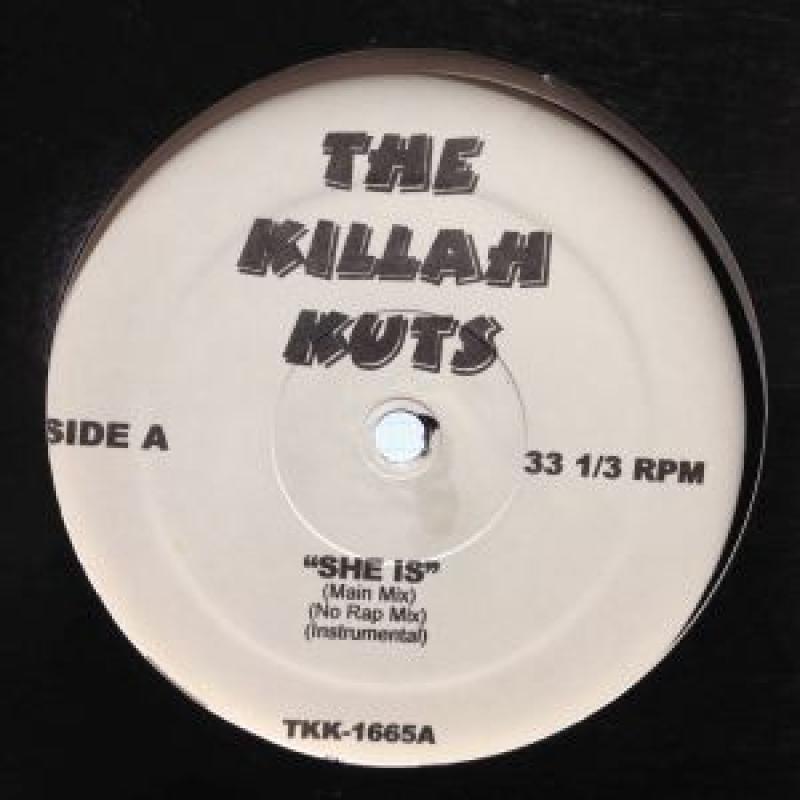 THE
KILLAH
KUTS
SIDE A
33 1/3 RPM
"SHE iS"
(Main Mix)
(No Rap Mix)
(Instrumental)
TKK-1665A